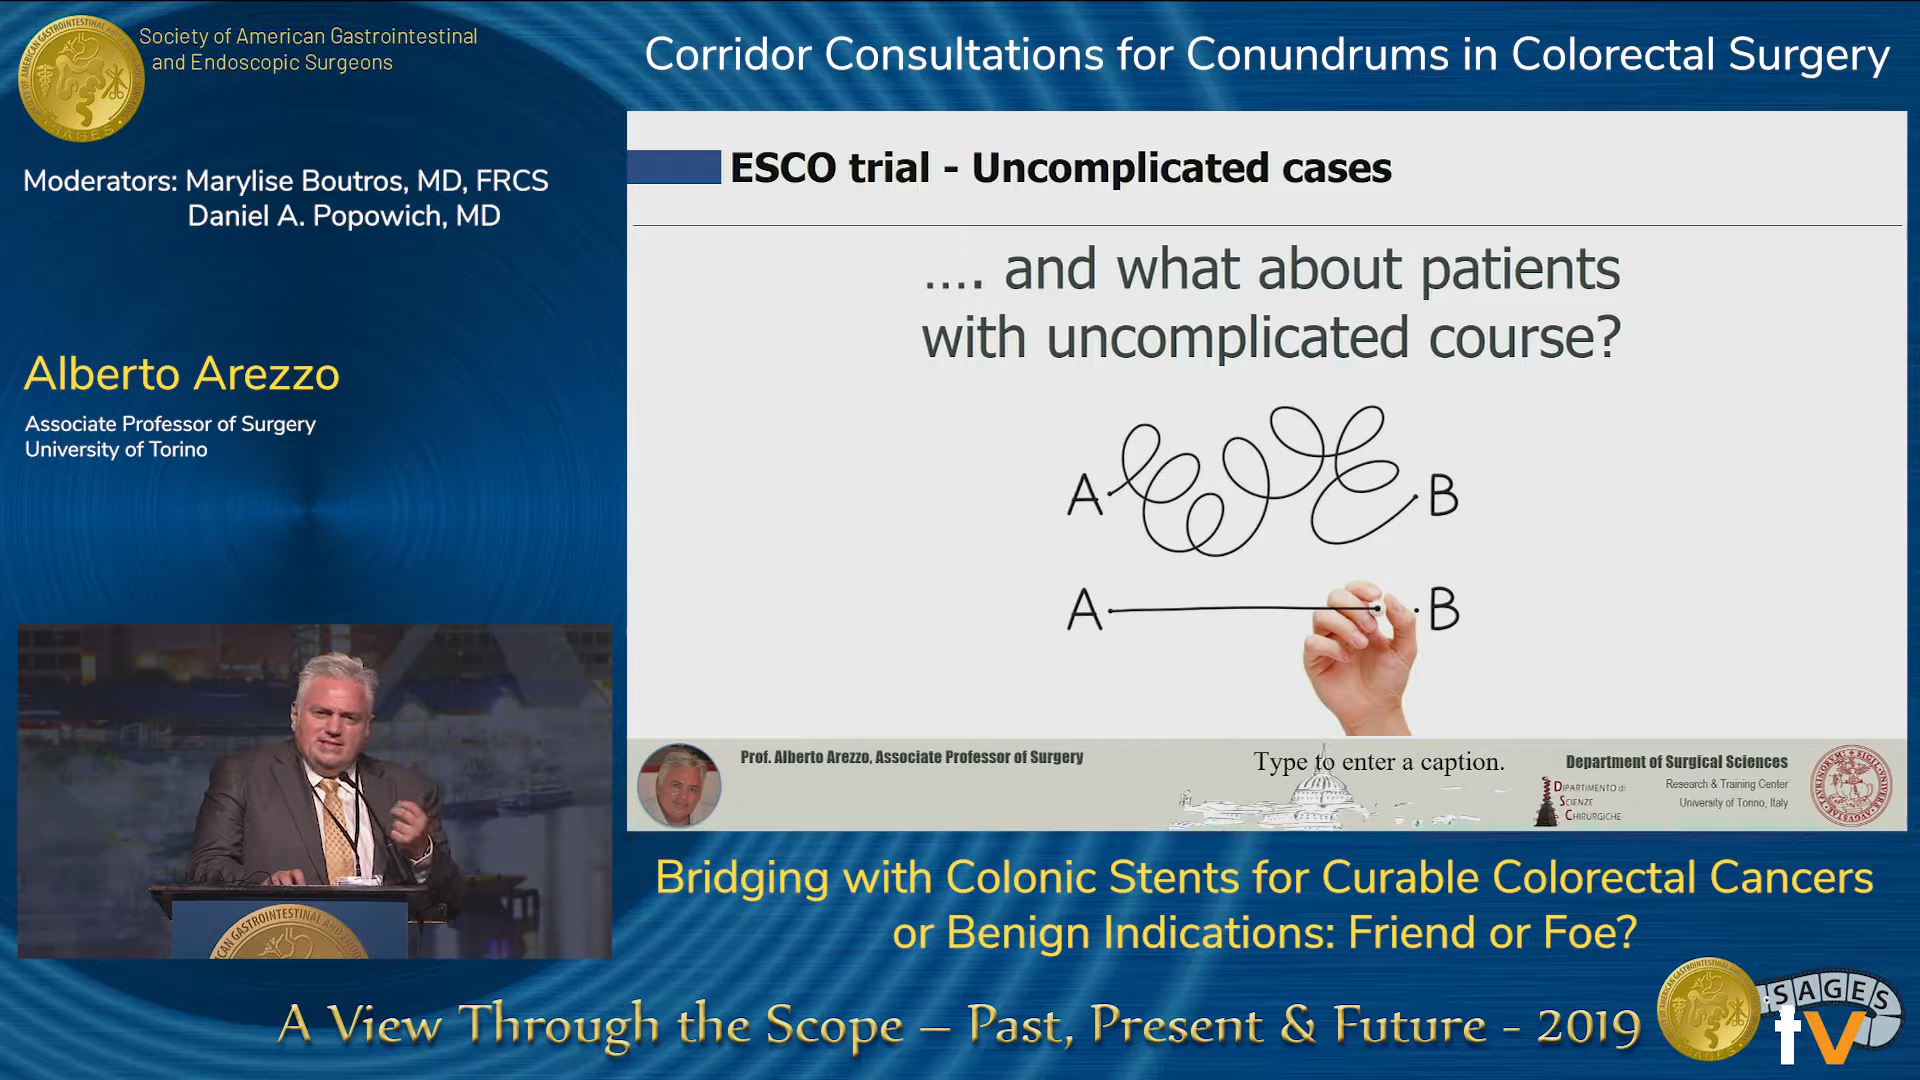 Society of American Gastrointestinal
and Endoscopic Surgeons
Corridor Consultations for Conundrums in Colorectal Surgery
Moderators: Marylise Boutros, MD, FRCS
Daniel A. Popowich, MD
Alberto Arezzo
Associate Professor of Surgery
University of Torino
ESCO trial - Uncomplicated cases
.... and what about patients
with uncomplicated course?
A B
A B
Prof. Alberto Arezzo, Associate Professor of Surgery
Type to enter a caption.
Department of Surgical Sciences
Research & Training Center
University of Torino, Italy
DIPARTIMENTO di
SCIENZE
CHIRURGICHE
Bridging with Colonic Stents for Curable Colorectal Cancers
or Benign Indications: Friend or Foe?
A View Through the Scope – Past, Present & Future - 2019
SAGES
tv